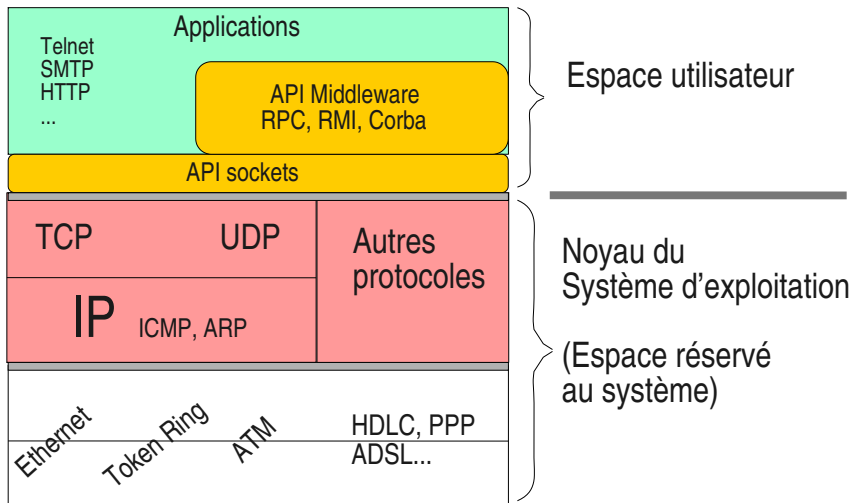 Applications
Telnet
SMTP
HTTP
...
API Middleware
RPC, RMI, Corba
API sockets
Espace utilisateur
TCP
UDP
Autres
protocoles
IP
ICMP, ARP
Noyau du
Système d'exploitation
(Espace réservé
au système)
Ethernet
Token Ring
ATM
HDLC, PPP
ADSL...